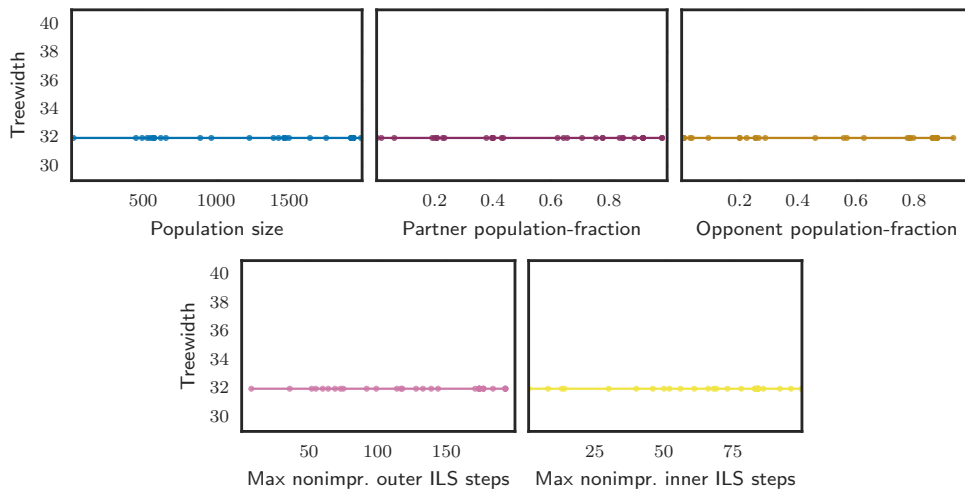 40
38
36
34
32
30
Treewidth
500 1000 1500
Population size
0.2 0.4 0.6 0.8
Partner population-fraction
0.2 0.4 0.6 0.8
Opponent population-fraction
40
38
36
34
32
30
Treewidth
50 100 150
Max nonimpr. outer ILS steps
25 50 75
Max nonimpr. inner ILS steps